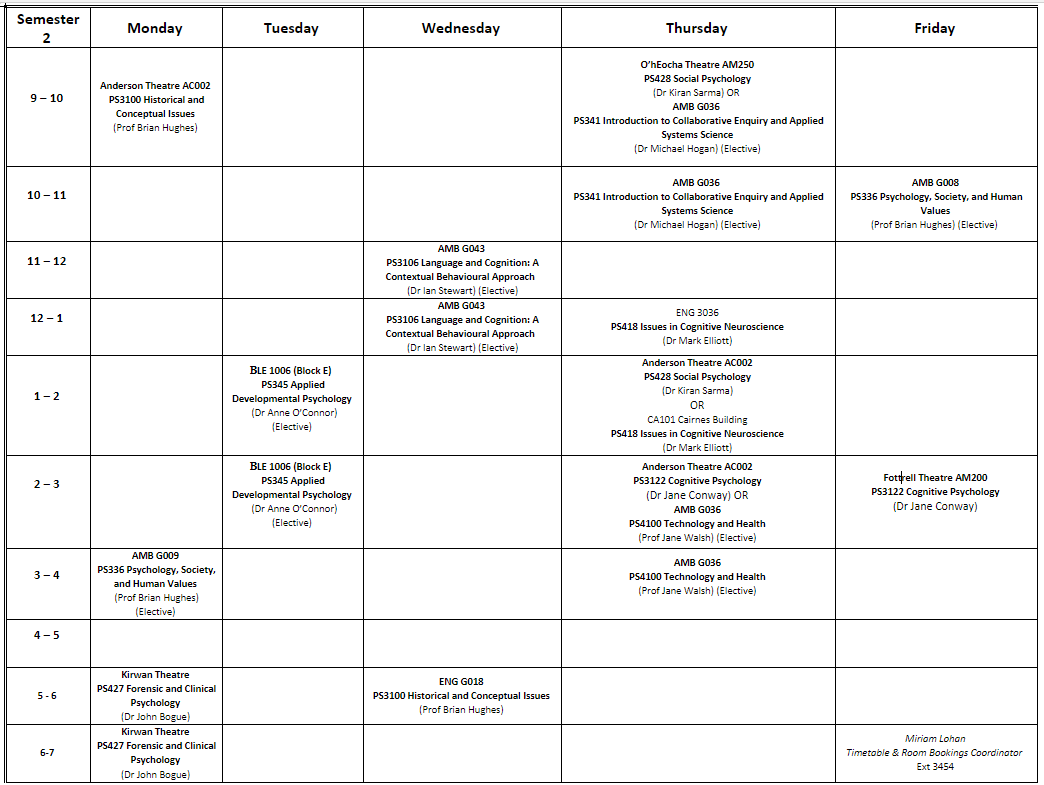 Semester
2
Monday
Tuesday
Wednesday
Thursday
Friday
9 – 10
Anderson Theatre AC002
PS3100 Historical and
Conceptual Issues
(Prof Brian Hughes)
O'hEocha Theatre AM250
PS428 Social Psychology
(Dr Kiran Sarma) OR
AMB G036
PS341 Introduction to Collaborative Enquiry and Applied
Systems Science
(Dr Michael Hogan) (Elective)
10 – 11
AMB G036
PS341 Introduction to Collaborative Enquiry and Applied
Systems Science
(Dr Michael Hogan) (Elective)
AMB G008
PS336 Psychology, Society, and Human
Values
(Prof Brian Hughes) (Elective)
11 – 12
AMB G043
PS3106 Language and Cognition: A
Contextual Behavioural Approach
(Dr Ian Stewart) (Elective)
12 – 1
AMB G043
PS3106 Language and Cognition: A
Contextual Behavioural Approach
(Dr Ian Stewart) (Elective)
ENG 3036
PS418 Issues in Cognitive Neuroscience
(Dr Mark Elliott)
1 – 2
BLE 1006 (Block E)
PS345 Applied
Developmental Psychology
(Dr Anne O'Connor)
(Elective)
Anderson Theatre AC002
PS428 Social Psychology
(Dr Kiran Sarma)
OR
CA101 Cairnes Building
PS418 Issues in Cognitive Neuroscience
(Dr Mark Elliott)
2 – 3
BLE 1006 (Block E)
PS345 Applied
Developmental Psychology
(Dr Anne O'Connor)
(Elective)
Anderson Theatre AC002
PS3122 Cognitive Psychology
(Dr Jane Conway) OR
AMB G036
PS4100 Technology and Health
(Prof Jane Walsh) (Elective)
Fottrell Theatre AM200
PS3122 Cognitive Psychology
(Dr Jane Conway)
3 – 4
AMB G009
PS336 Psychology, Society,
and Human Values
(Prof Brian Hughes)
(Elective)
AMB G036
PS4100 Technology and Health
(Prof Jane Walsh) (Elective)
4 – 5
5 - 6
Kirwan Theatre
PS427 Forensic and Clinical
Psychology
(Dr John Bogue)
ENG G018
PS3100 Historical and Conceptual Issues
(Prof Brian Hughes)
6-7
Kirwan Theatre
PS427 Forensic and Clinical
Psychology
(Dr John Bogue)
Miriam Lohan
Timetable & Room Bookings Coordinator
Ext 3454